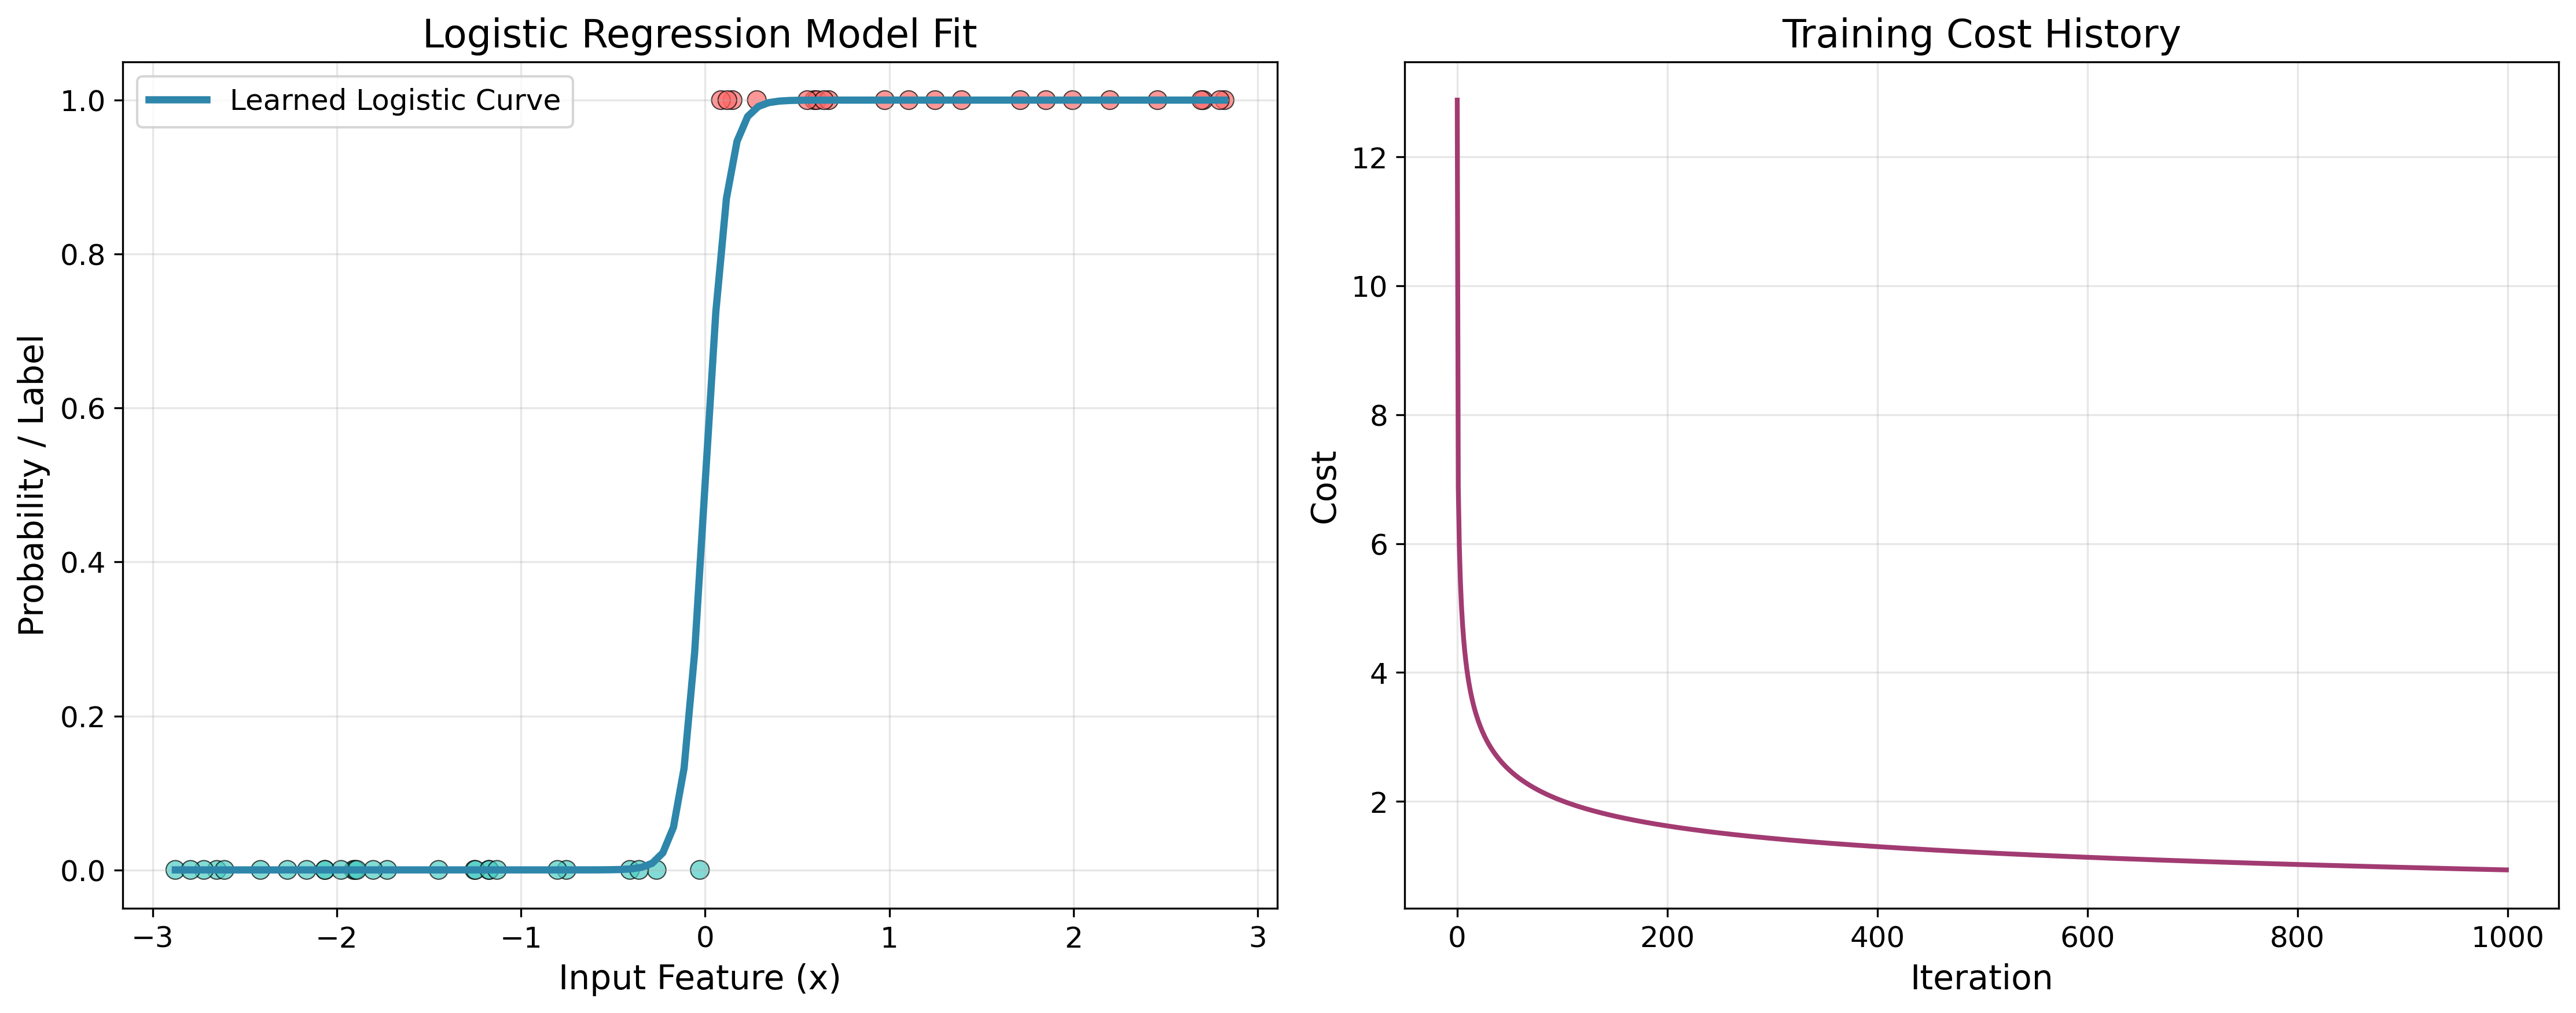 Logistic Regression Model Fit
Learned Logistic Curve
1.0
0.8
0.6
0.4
0.2
0.0
Probability / Label
−3 −2 −1 0 1 2 3
Input Feature (x)
Training Cost History
12
10
8
6
4
2
Cost
0 200 400 600 800 1000
Iteration